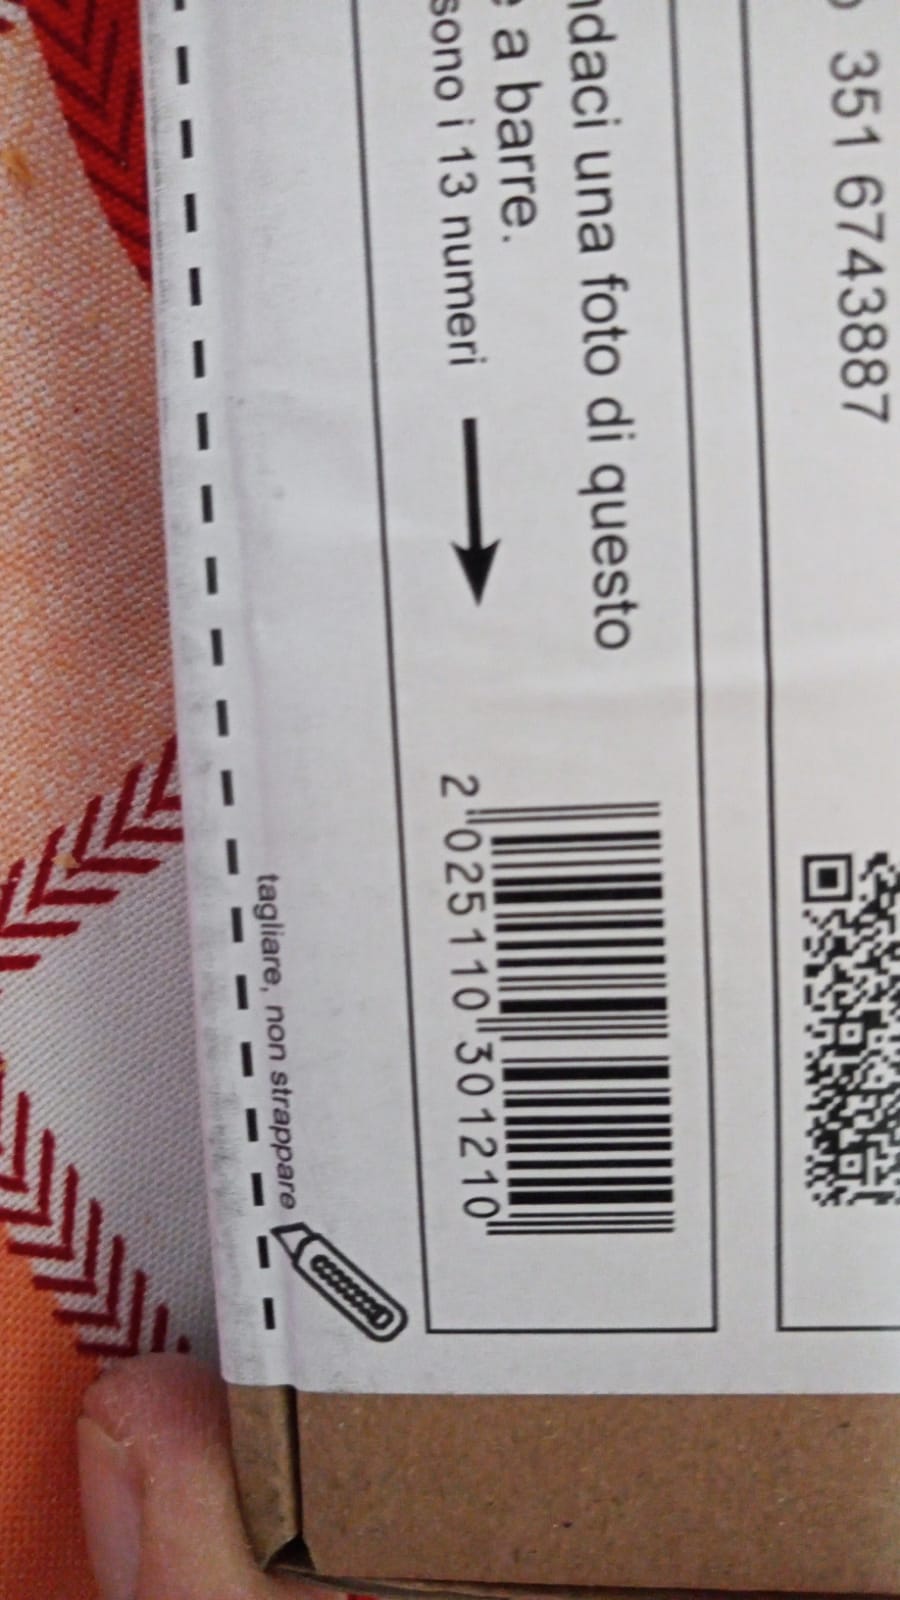 351 6743887
ndaci una foto di questo
e a barre.
sono i 13 numeri
2 025110 301210
tagliare, non strappare